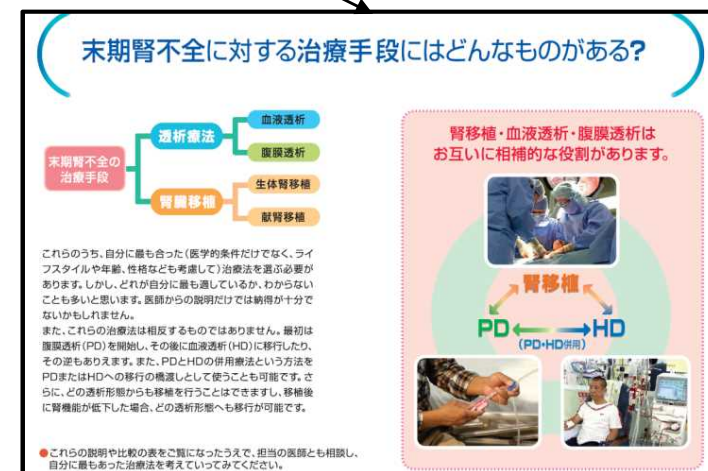 末期腎不全に対する治療手段にはどんなものがある?
末期腎不全の
治療手段
透析療法
血液透析
腹膜透析
腎臓移植
生体腎移植
献腎移植
これらのうち、自分に最も合った(医学的条件だけでなく、ライ
フスタイルや年齢、性格なども考慮して)治療法を選ぶ必要が
あります。しかし、どれが自分に最も適しているか、わからない
ことも多いと思います。医師からの説明だけでは納得が十分で
ないかもしれません。
また、これらの治療法は相反するものではありません。最初は
腹膜透析(PD)を開始し、その後に血液透析(HD)に移行したり、
その逆もありえます。また、PDとHDの併用療法という方法を
PDまたはHDへの移行の橋渡しとして使うことも可能です。さ
らに、どの透析形態からも移植を行うことはできますし、移植後
に腎機能が低下した場合、どの透析形態へも移行が可能です。
●これらの説明や比較の表をご覧になったうえで、担当の医師とも相談し、
自分に最もあった治療法を考えていってみてください。
腎移植・血液透析・腹膜透析は
お互いに相補的な役割があります。
腎移植
PD
HD
(PD・HD併用)